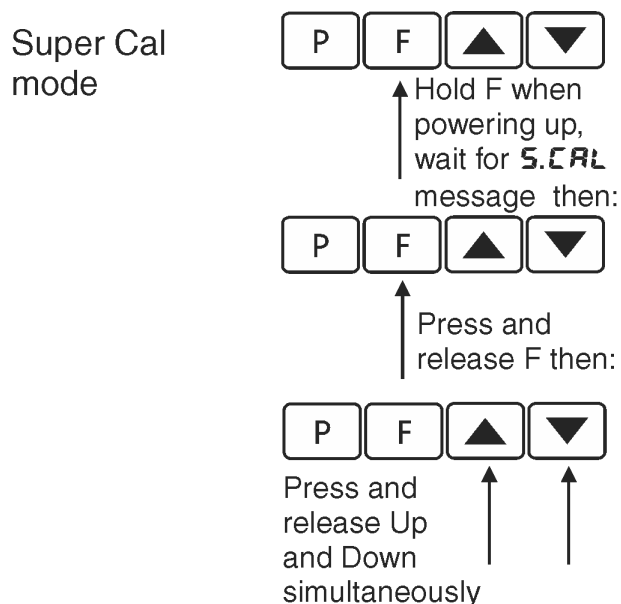 Super Cal
mode
P F ▲ ▼
Hold F when
powering up,
wait for S.CAL
message then:
P F ▲ ▼
Press and
release F then:
P F ▲ ▼
Press and
release Up
and Down
simultaneously